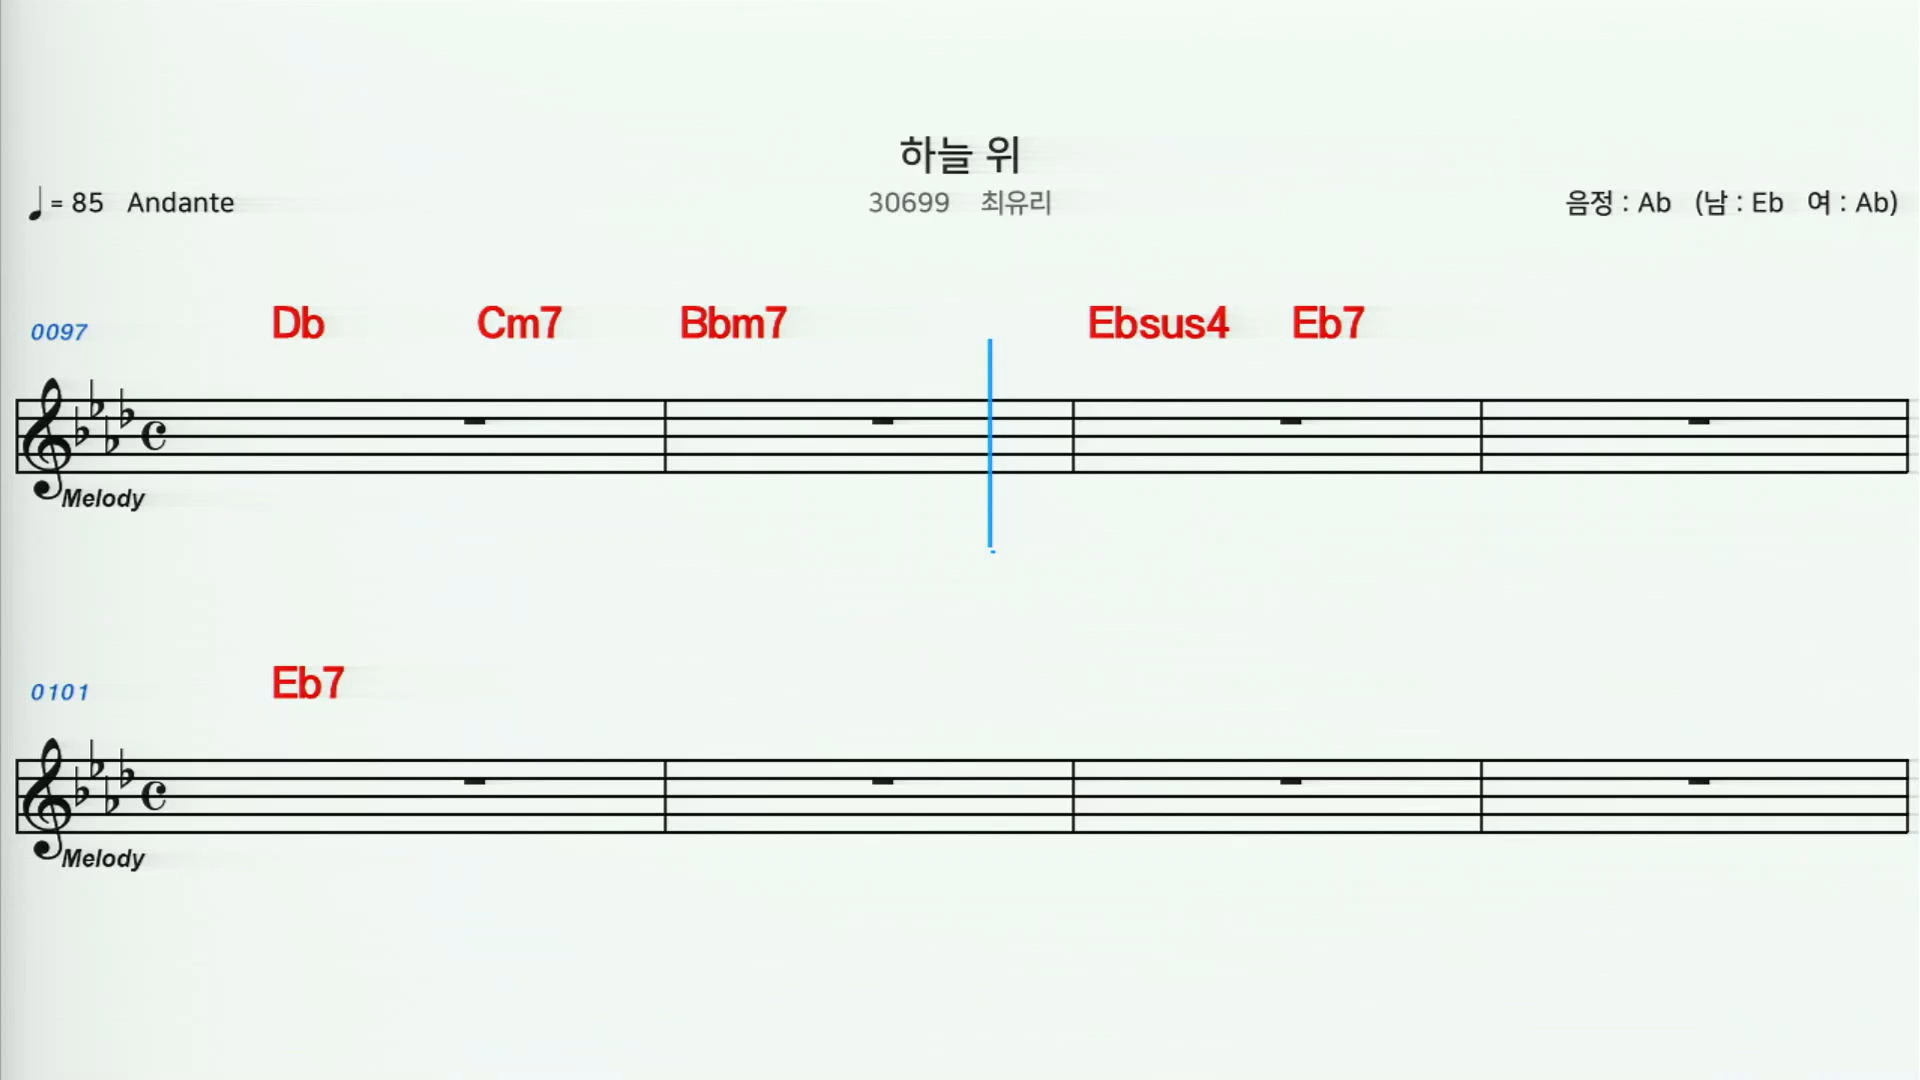 하늘 위
♩= 85 Andante
30699 최유리
음정 : Ab (남 : Eb 여 : Ab)
0097 Db Cm7 Bbm7 Ebsus4 Eb7
Melody
0101 Eb7
Melody